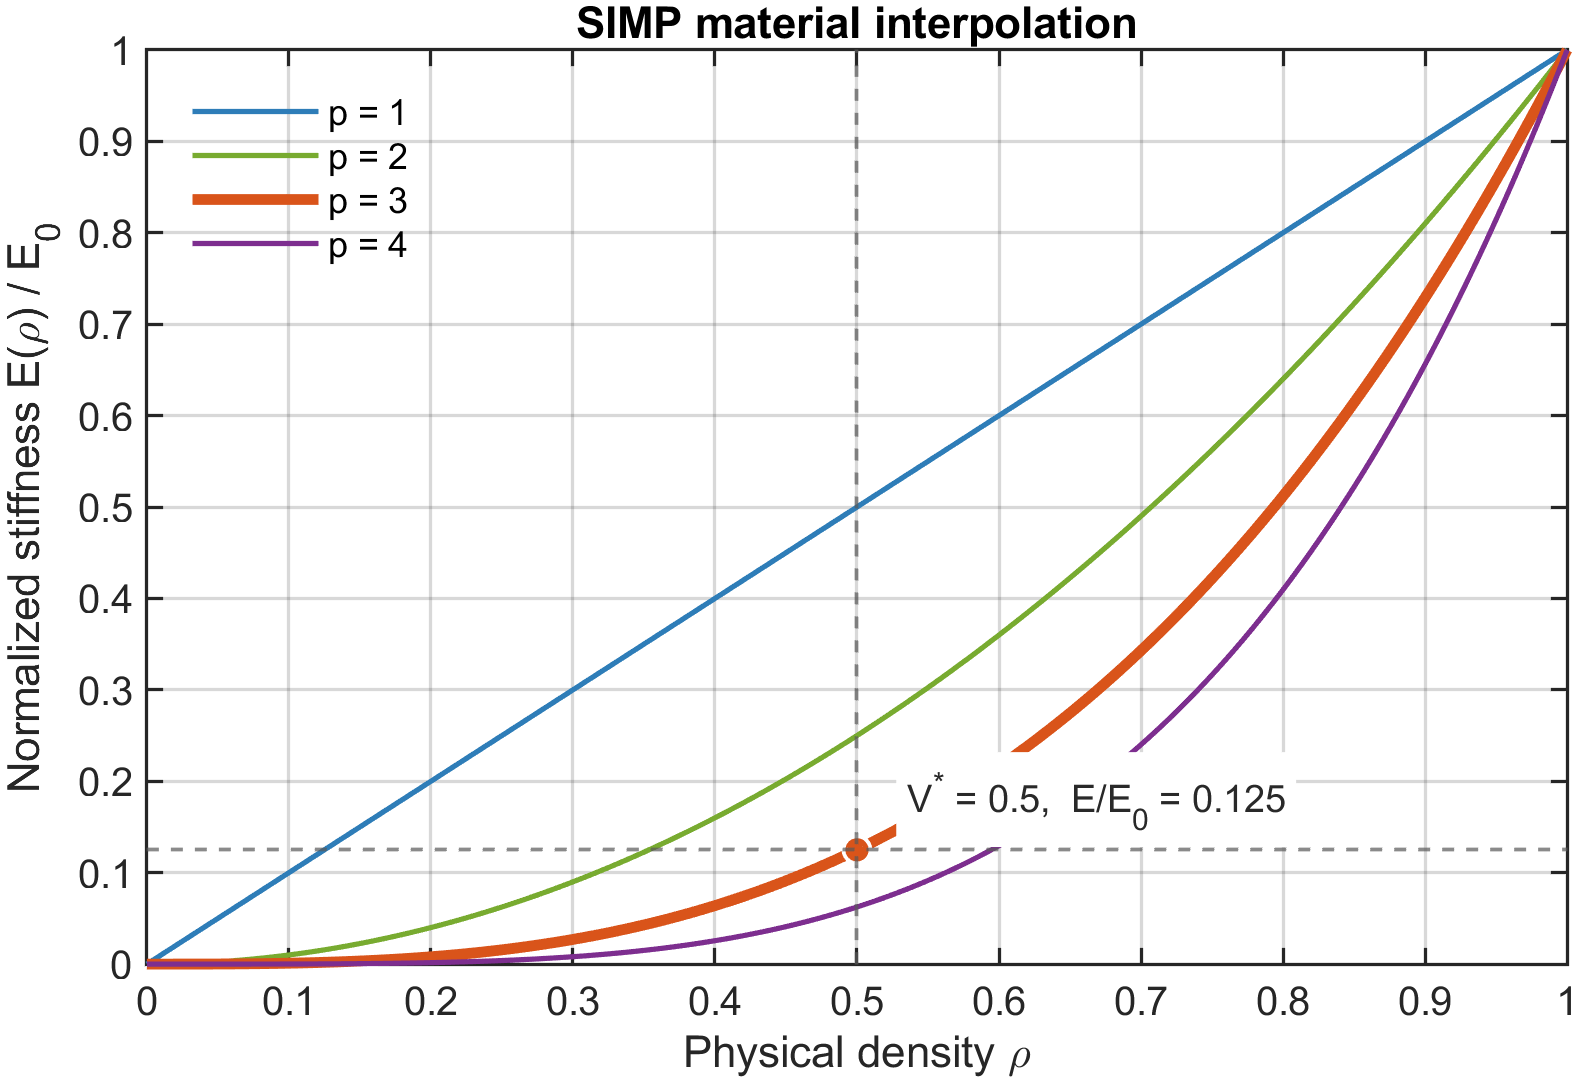 SIMP material interpolation
Normalized stiffness E(ρ) / E₀
1
0.9
0.8
0.7
0.6
0.5
0.4
0.3
0.2
0.1
0
p = 1
p = 2
p = 3
p = 4
V* = 0.5, E/E₀ = 0.125
0 0.1 0.2 0.3 0.4 0.5 0.6 0.7 0.8 0.9 1
Physical density ρ